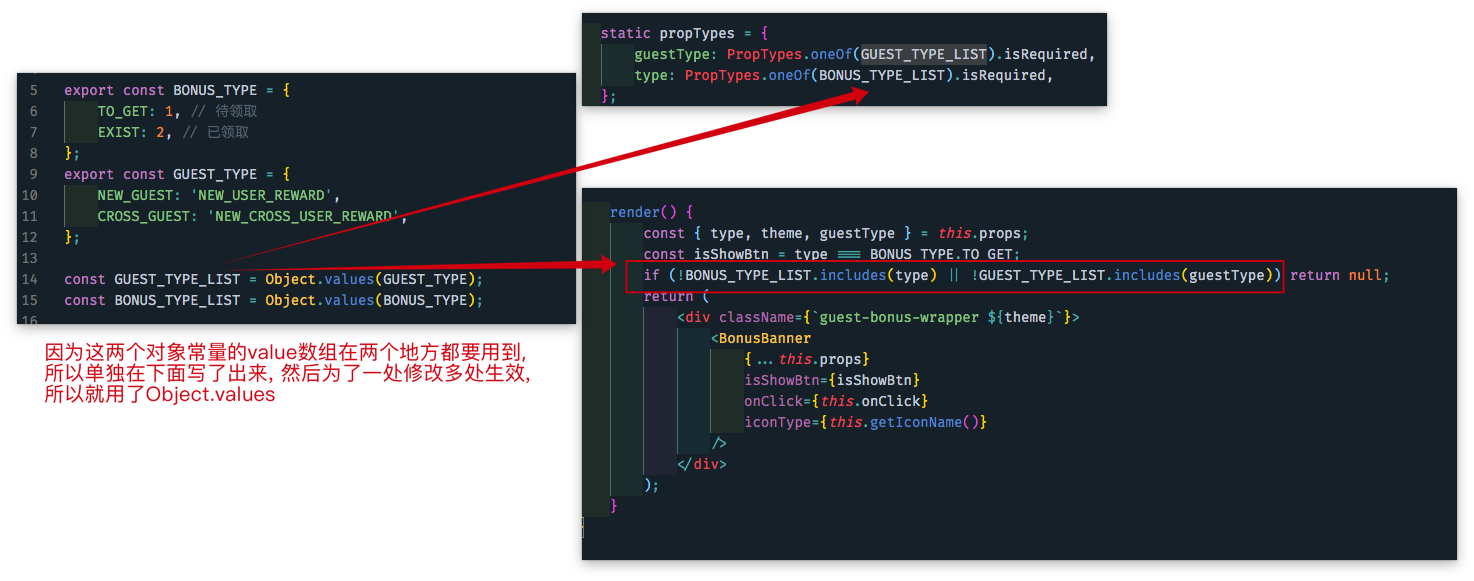 5 export const BONUS_TYPE = {
6 TO_GET: 1, // 待领取
7 EXIST: 2, // 已领取
8 };
9 export const GUEST_TYPE = {
10 NEW_GUEST: 'NEW_USER_REWARD',
11 CROSS_GUEST: 'NEW_CROSS_USER_REWARD',
12 };
13
14 const GUEST_TYPE_LIST = Object.values(GUEST_TYPE);
15 const BONUS_TYPE_LIST = Object.values(BONUS_TYPE);
16
因为这两个对象常量的value数组在两个地方都要用到,
所以单独在下面写了出来, 然后为了一处修改多处生效,
所以就用了Object.values
static propTypes = {
guestType: PropTypes.oneOf(GUEST_TYPE_LIST).isRequired,
type: PropTypes.oneOf(BONUS_TYPE_LIST).isRequired,
};
render() {
const { type, theme, guestType } = this.props;
const isShowBtn = type === BONUS_TYPE.TO_GET;
if (!BONUS_TYPE_LIST.includes(type) || !GUEST_TYPE_LIST.includes(guestType)) return null;
return (
<div className={`guest-bonus-wrapper ${theme}`}>
<BonusBanner
{...this.props}
isShowBtn={isShowBtn}
onClick={this.onClick}
iconType={this.getIconName()}
/>
</div>
);
}
}